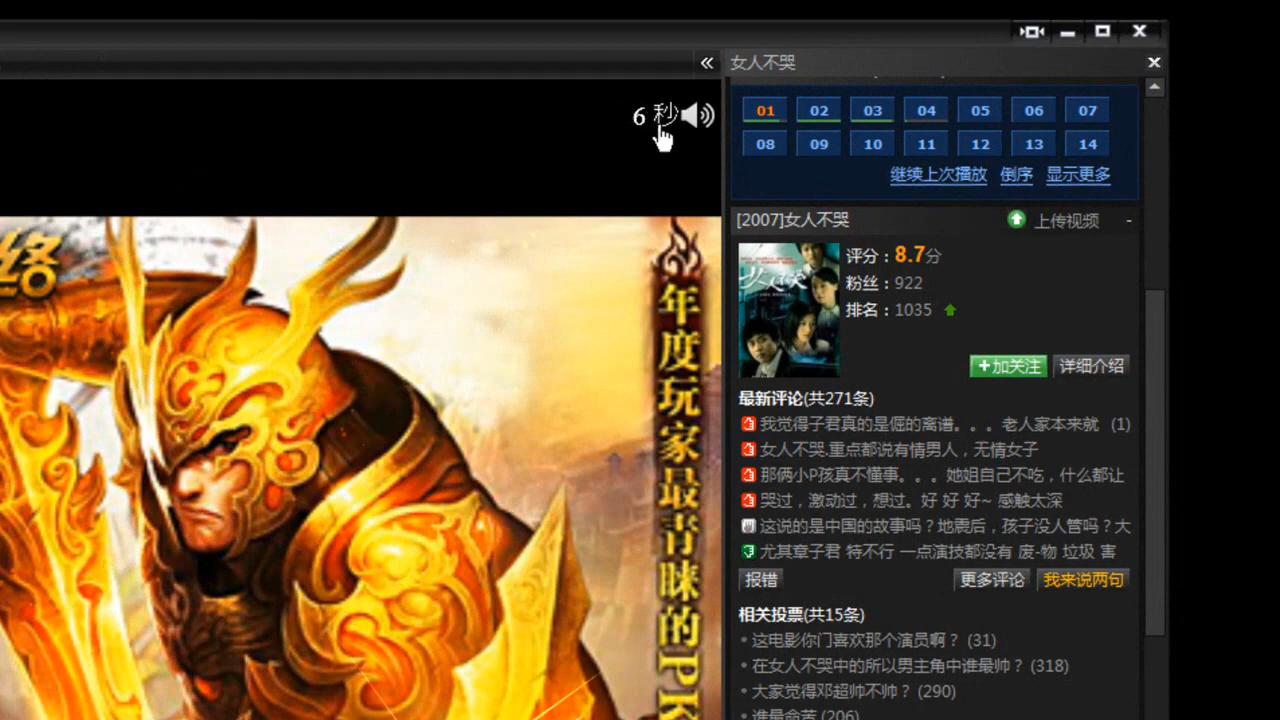 女人不哭
6 秒
01 02 03 04 05 06 07
08 09 10 11 12 13 14
继续上次播放 倒序 显示更多
[2007]女人不哭 上传视频 -
女人不哭
评分：8.7分
粉丝：922
排名：1035
+加关注 详细介绍
最新评论(共271条)
我觉得子君真的是倔的离谱。。。老人家本来就 (1)
女人不哭.重点都说有情男人，无情女子
那俩小P孩真不懂事。。。她姐自己不吃，什么都让
哭过，激动过，想过。好 好 好~ 感触太深
这说的是中国的故事吗？地震后，孩子没人管吗？大
尤其章子君 特不行 一点演技都没有 废-物 垃圾 害
报错 更多评论 我来说两句
相关投票(共15条)
• 这电影你门喜欢那个演员啊？ (31)
• 在女人不哭中的所以男主角中谁最帅？ (318)
• 大家觉得邓超帅不帅？ (290)
• 谁最命苦 (206)
络
年度玩家最青睐的PK